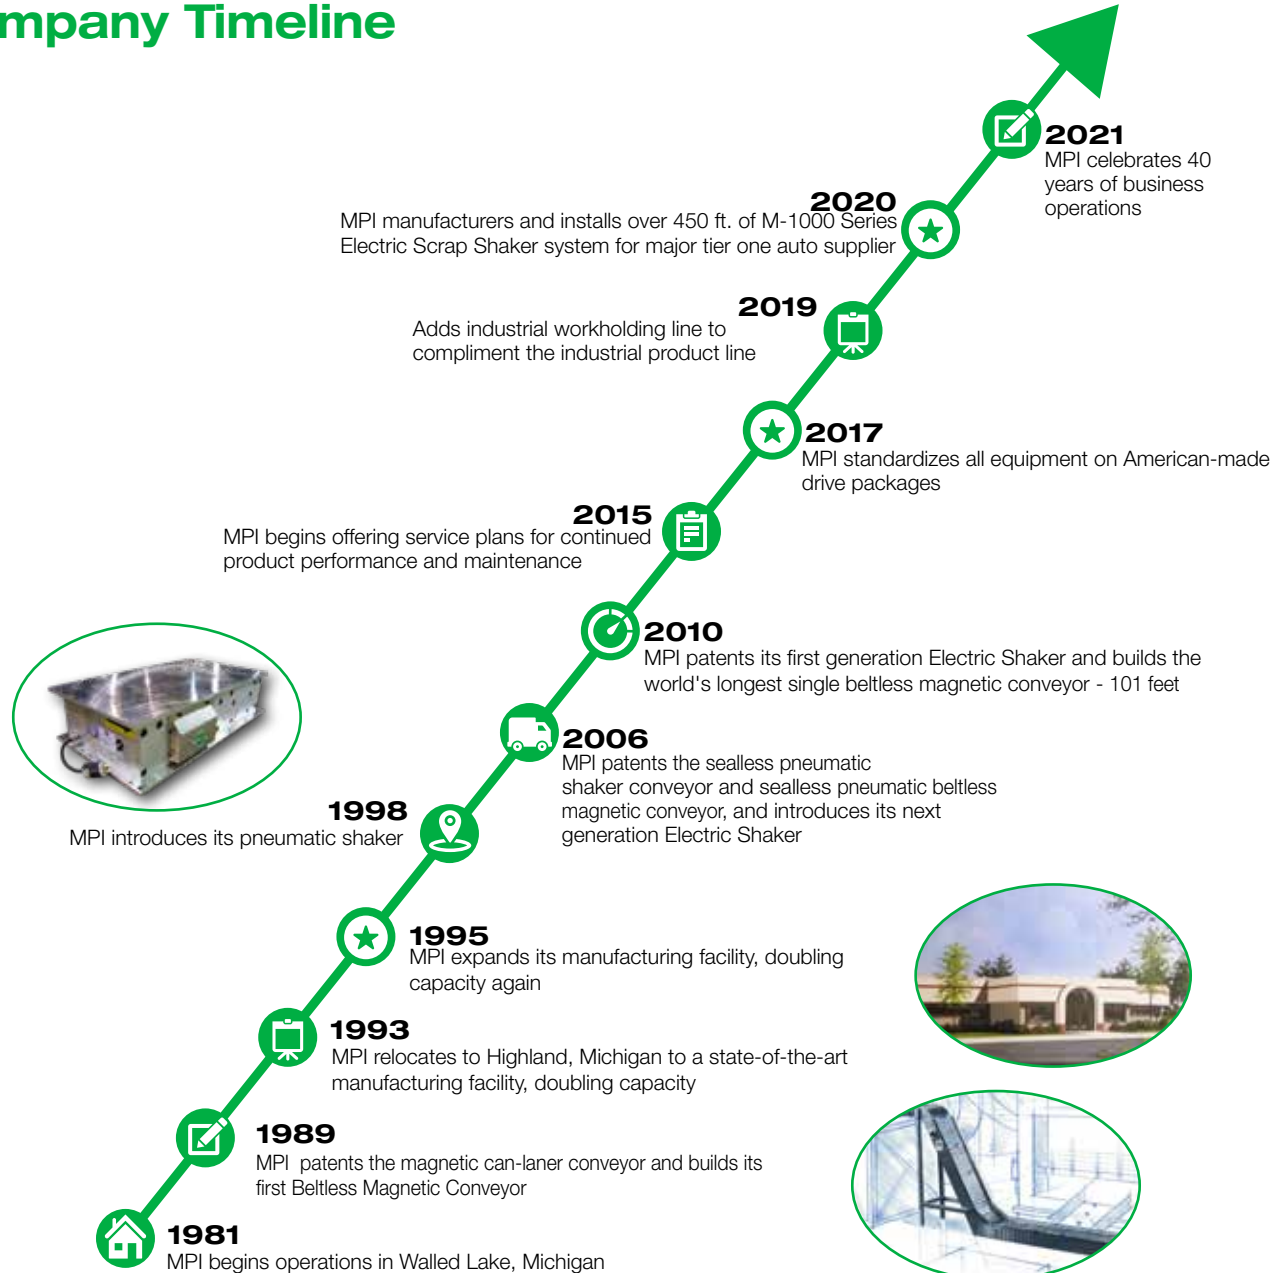 mpany Timeline
2021
MPI celebrates 40
years of business
operations
2020
MPI manufacturers and installs over 450 ft. of M-1000 Series
Electric Scrap Shaker system for major tier one auto supplier
2019
Adds industrial workholding line to
compliment the industrial product line
2017
MPI standardizes all equipment on American-made
drive packages
2015
MPI begins offering service plans for continued
product performance and maintenance
2010
MPI patents its first generation Electric Shaker and builds the
world's longest single beltless magnetic conveyor - 101 feet
2006
MPI patents the sealless pneumatic
shaker conveyor and sealless pneumatic beltless
magnetic conveyor, and introduces its next
generation Electric Shaker
1998
MPI introduces its pneumatic shaker
1995
MPI expands its manufacturing facility, doubling
capacity again
1993
MPI relocates to Highland, Michigan to a state-of-the-art
manufacturing facility, doubling capacity
1989
MPI patents the magnetic can-laner conveyor and builds its
first Beltless Magnetic Conveyor
1981
MPI begins operations in Walled Lake, Michigan